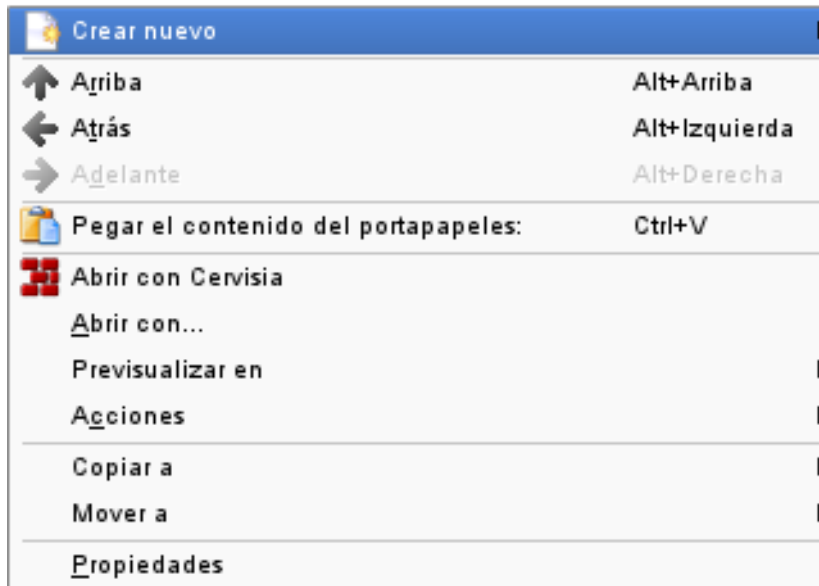 Crear nuevo
Arriba Alt+Arriba
Atrás Alt+Izquierda
Adelante Alt+Derecha
Pegar el contenido del portapapeles: Ctrl+V
Abrir con Cervisia
Abrir con...
Previsualizar en
Acciones
Copiar a
Mover a
Propiedades